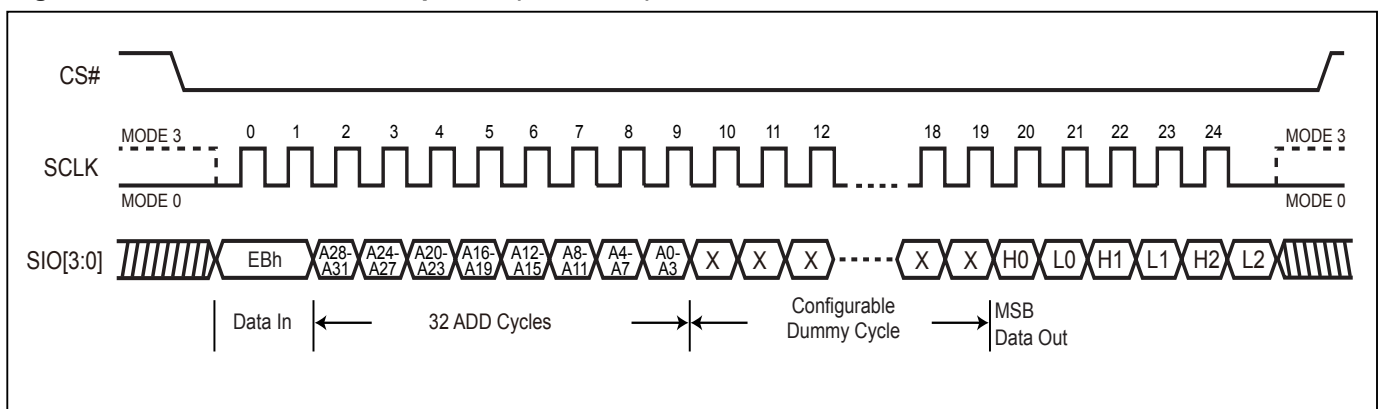 CS#
MODE 3 0 1 2 3 4 5 6 7 8 9 10 11 12 18 19 20 21 22 23 24 MODE 3
SCLK
MODE 0 MODE 0
SIO[3:0] EBh A28-A31 A24-A27 A20-A23 A16-A19 A12-A15 A8-A11 A4-A7 A0-A3 X X X X X H0 L0 H1 L1 H2 L2
Data In 32 ADD Cycles Configurable Dummy Cycle MSB Data Out